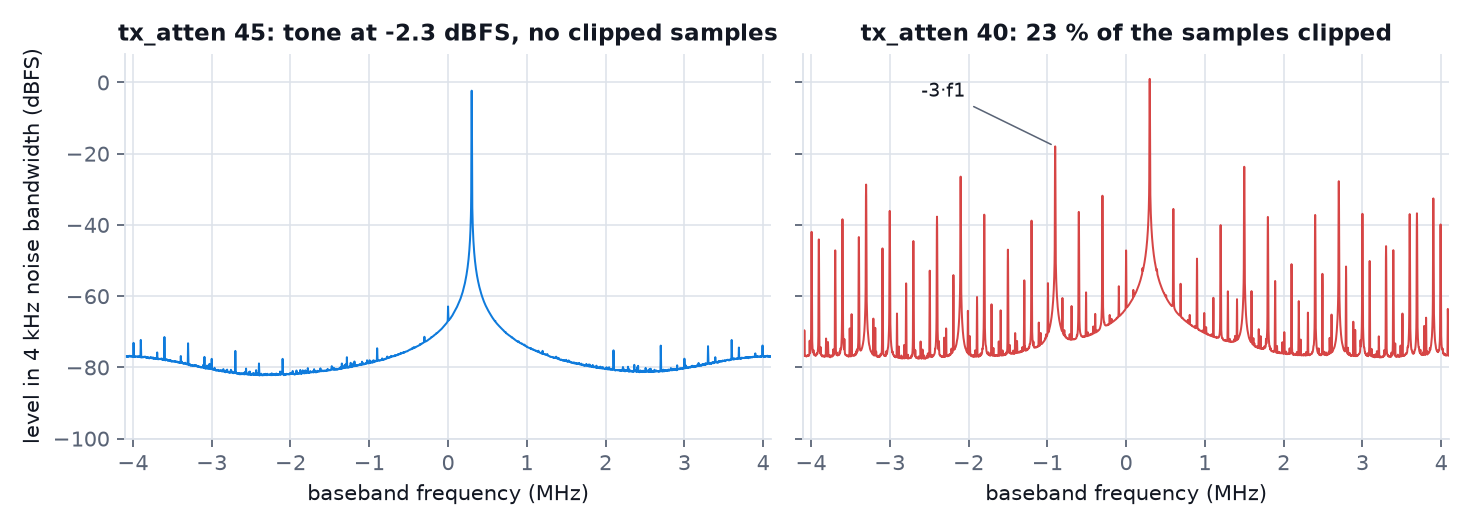 tx_atten 45: tone at -2.3 dBFS, no clipped samples
tx_atten 40: 23 % of the samples clipped
level in 4 kHz noise bandwidth (dBFS)
0
−20
−40
−60
−80
−100
-3·f1
−4 −3 −2 −1 0 1 2 3 4
−4 −3 −2 −1 0 1 2 3 4
baseband frequency (MHz)
baseband frequency (MHz)